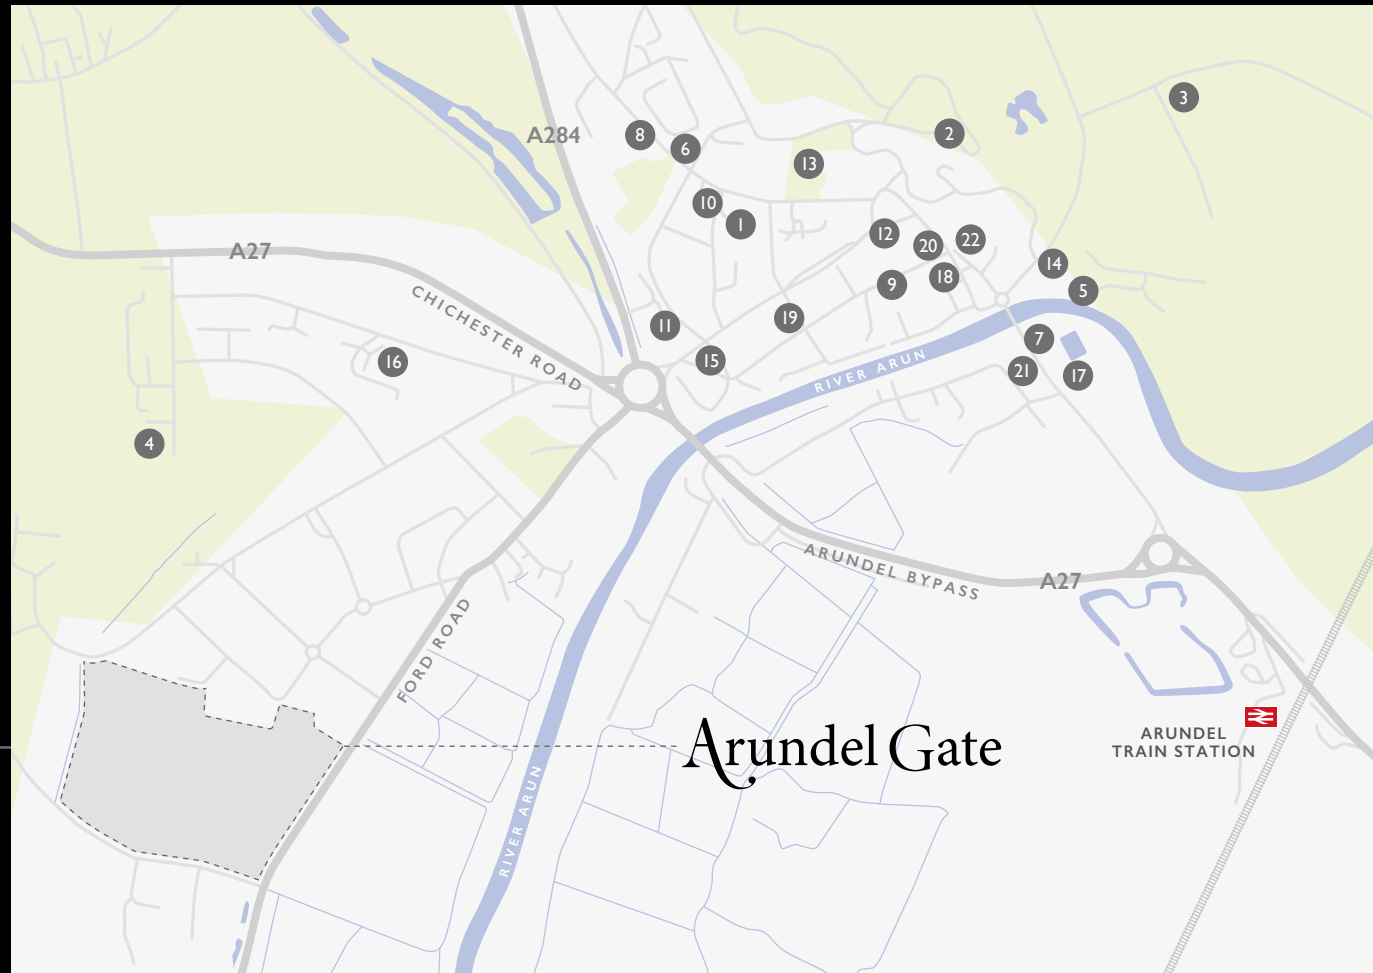 3
2
8
A284
6
13
10
1
12
20
22
A27
14
18
9
5
CHICHESTER ROAD
19
11
7
15
16
RIVER ARUN
21
17
4
ARUNDEL BYPASS
A27
FORD ROAD
ARUNDEL
TRAIN STATION
Arundel Gate
RIVER ARUN